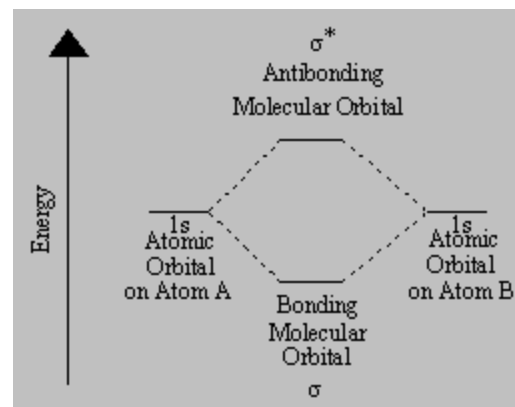 σ*
Antibonding
Molecular Orbital
Energy
1s
Atomic
Orbital
on Atom A
1s
Atomic
Orbital
on Atom B
Bonding
Molecular
Orbital
σ